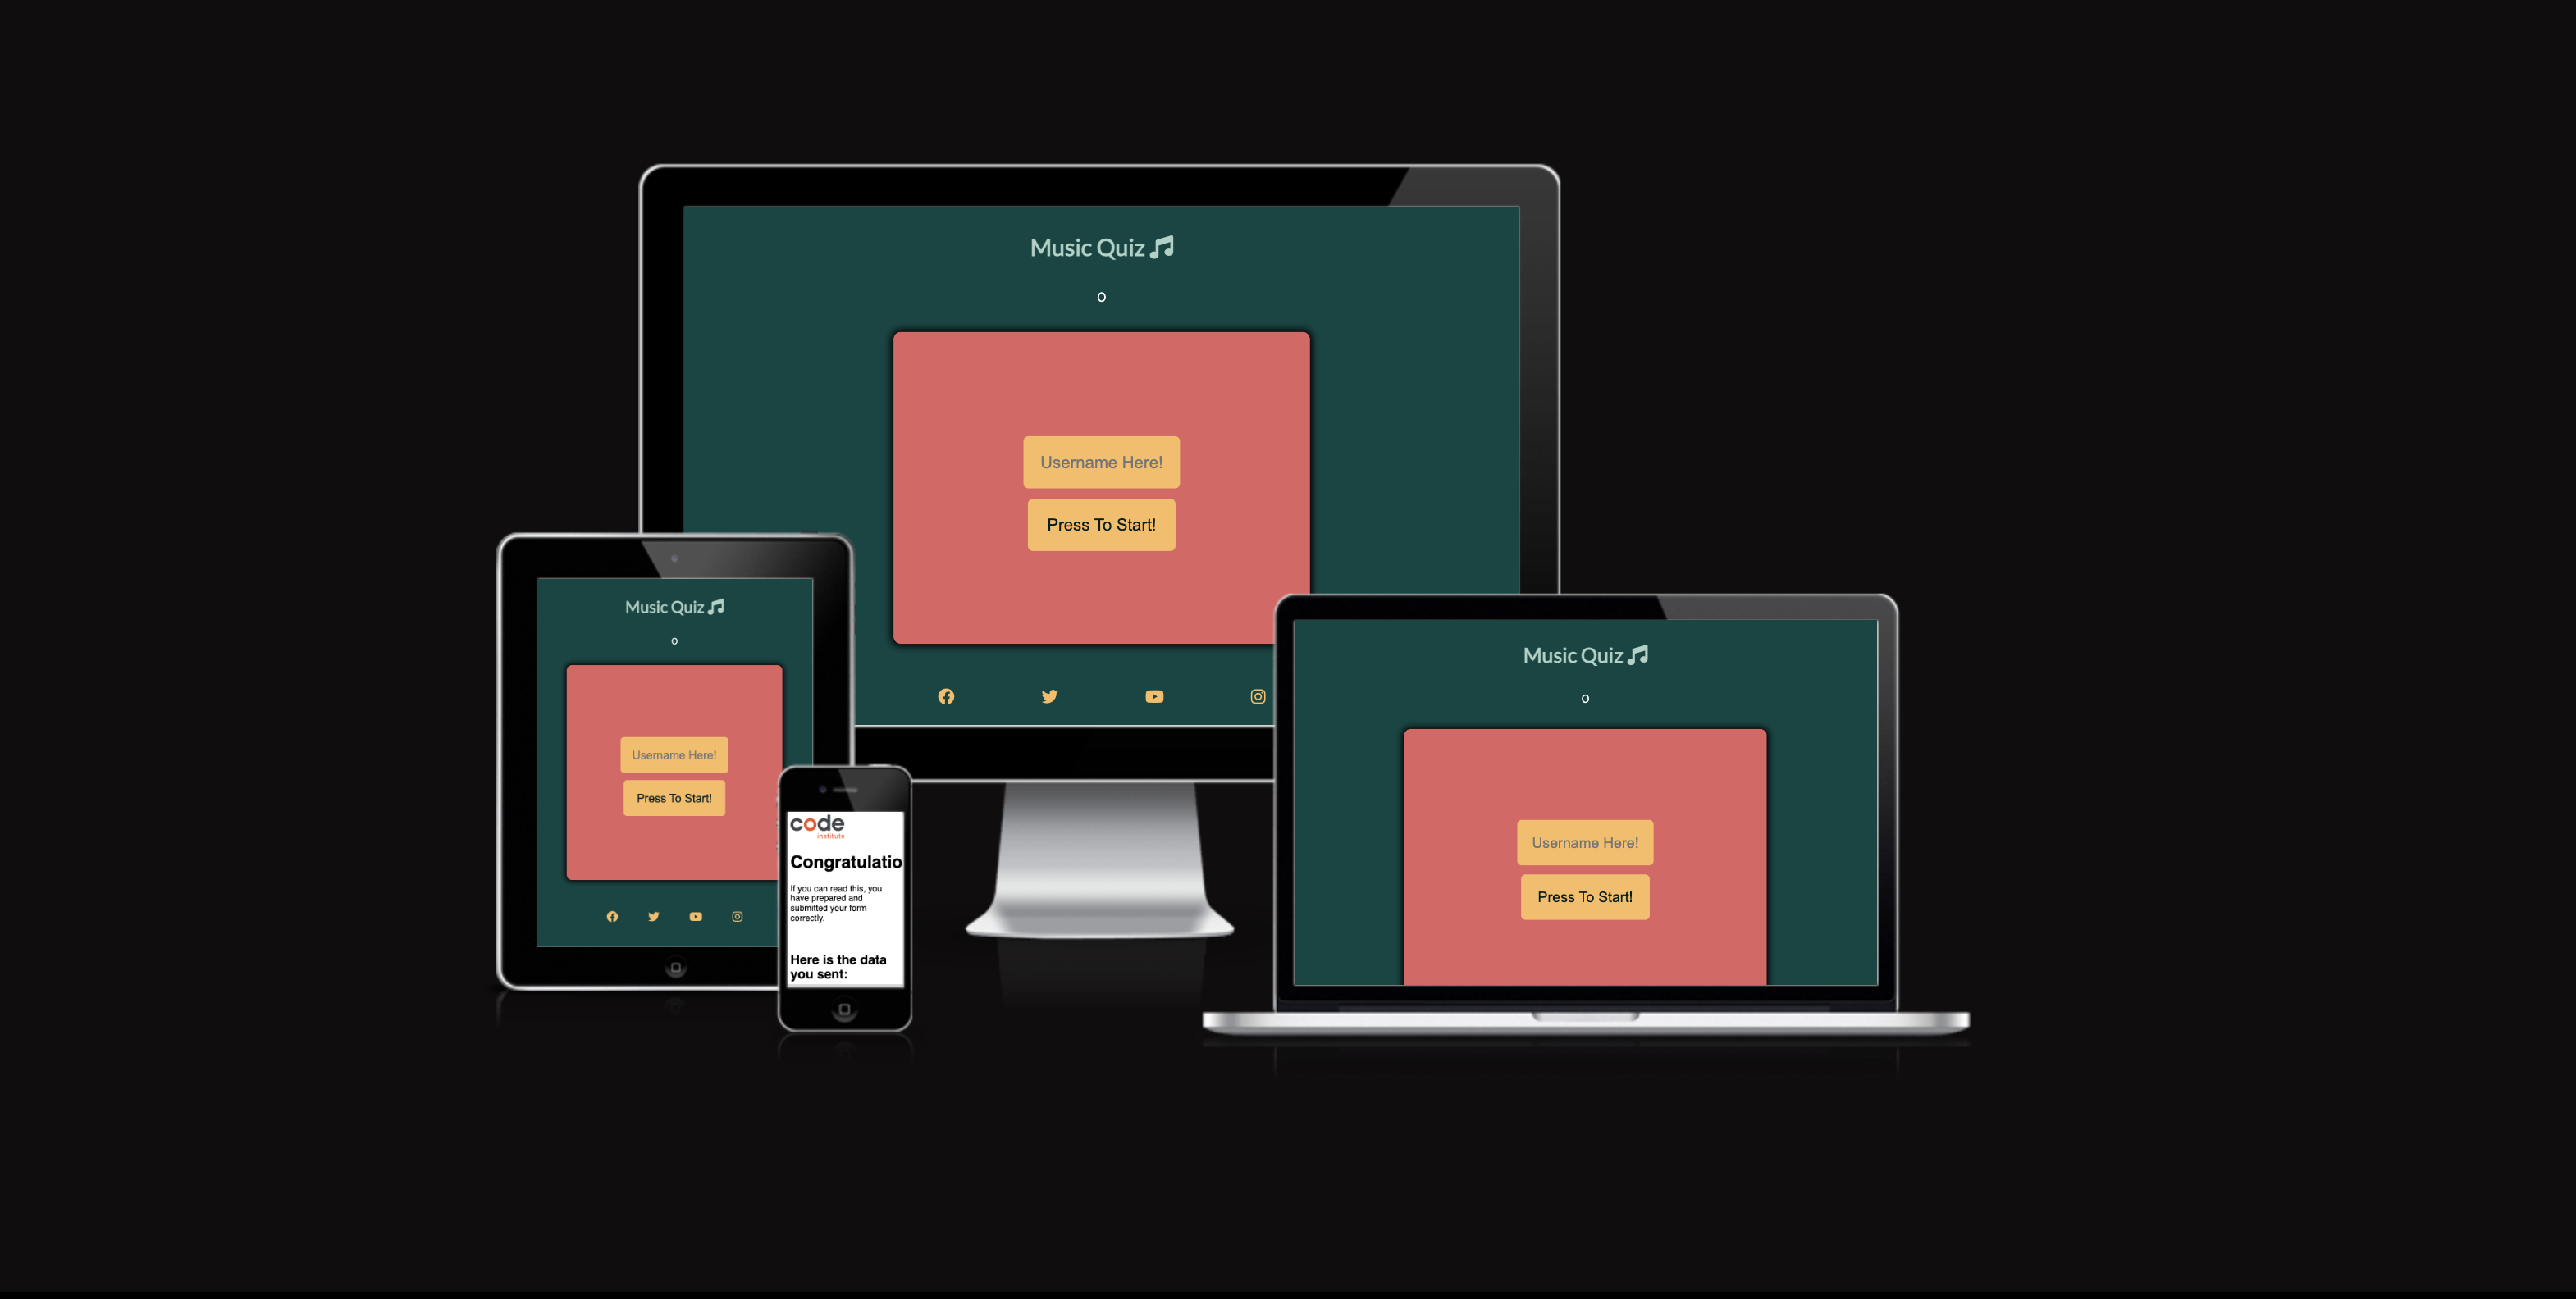 Music Quiz
0
Username Here!
Press To Start!
Music Quiz
0
Username Here!
Press To Start!
code
institute
Congratulatio
If you can read this, you
have prepared and
submitted your form
correctly.
Here is the data
you sent:
Music Quiz
0
Username Here!
Press To Start!